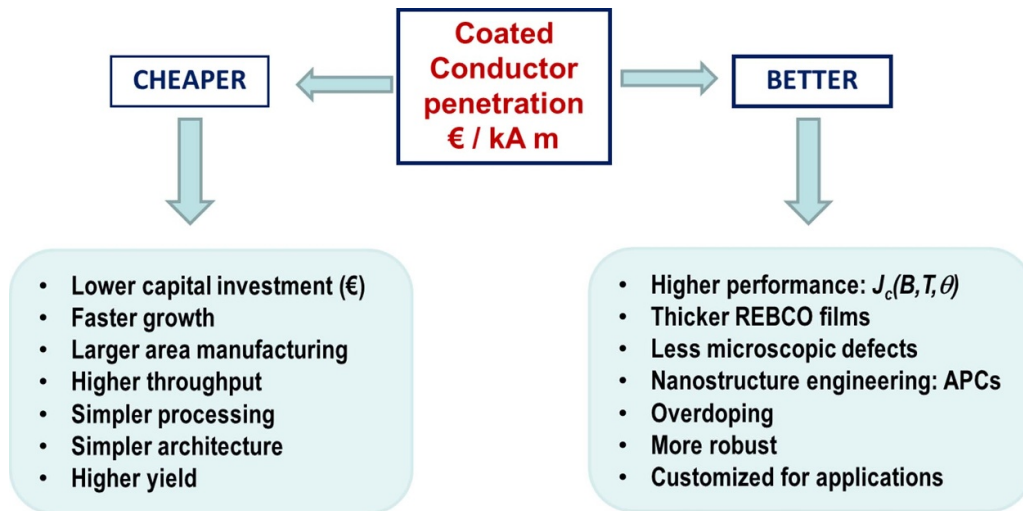 Coated
Conductor
penetration
€ / kA m
CHEAPER
BETTER
• Lower capital investment (€)
• Faster growth
• Larger area manufacturing
• Higher throughput
• Simpler processing
• Simpler architecture
• Higher yield
• Higher performance: Jc(B,T,θ)
• Thicker REBCO films
• Less microscopic defects
• Nanostructure engineering: APCs
• Overdoping
• More robust
• Customized for applications